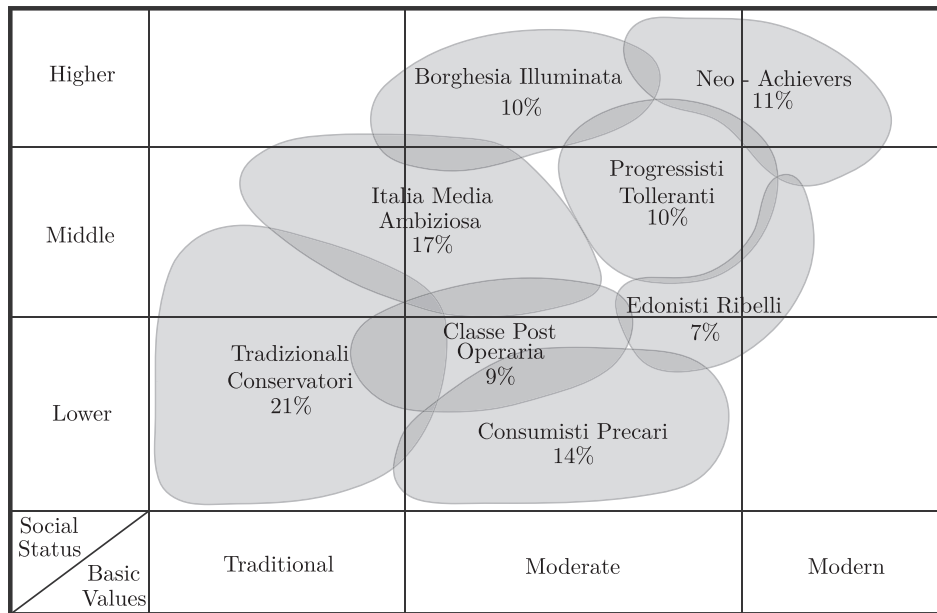 Higher
Borghesia Illuminata
10%
Neo - Achievers
11%
Middle
Italia Media
Ambiziosa
17%
Progressisti
Tolleranti
10%
Edonisti Ribelli
7%
Lower
Tradizionali
Conservatori
21%
Classe Post
Operaria
9%
Consumisti Precari
14%
Social
Status
Basic
Values
Traditional
Moderate
Modern